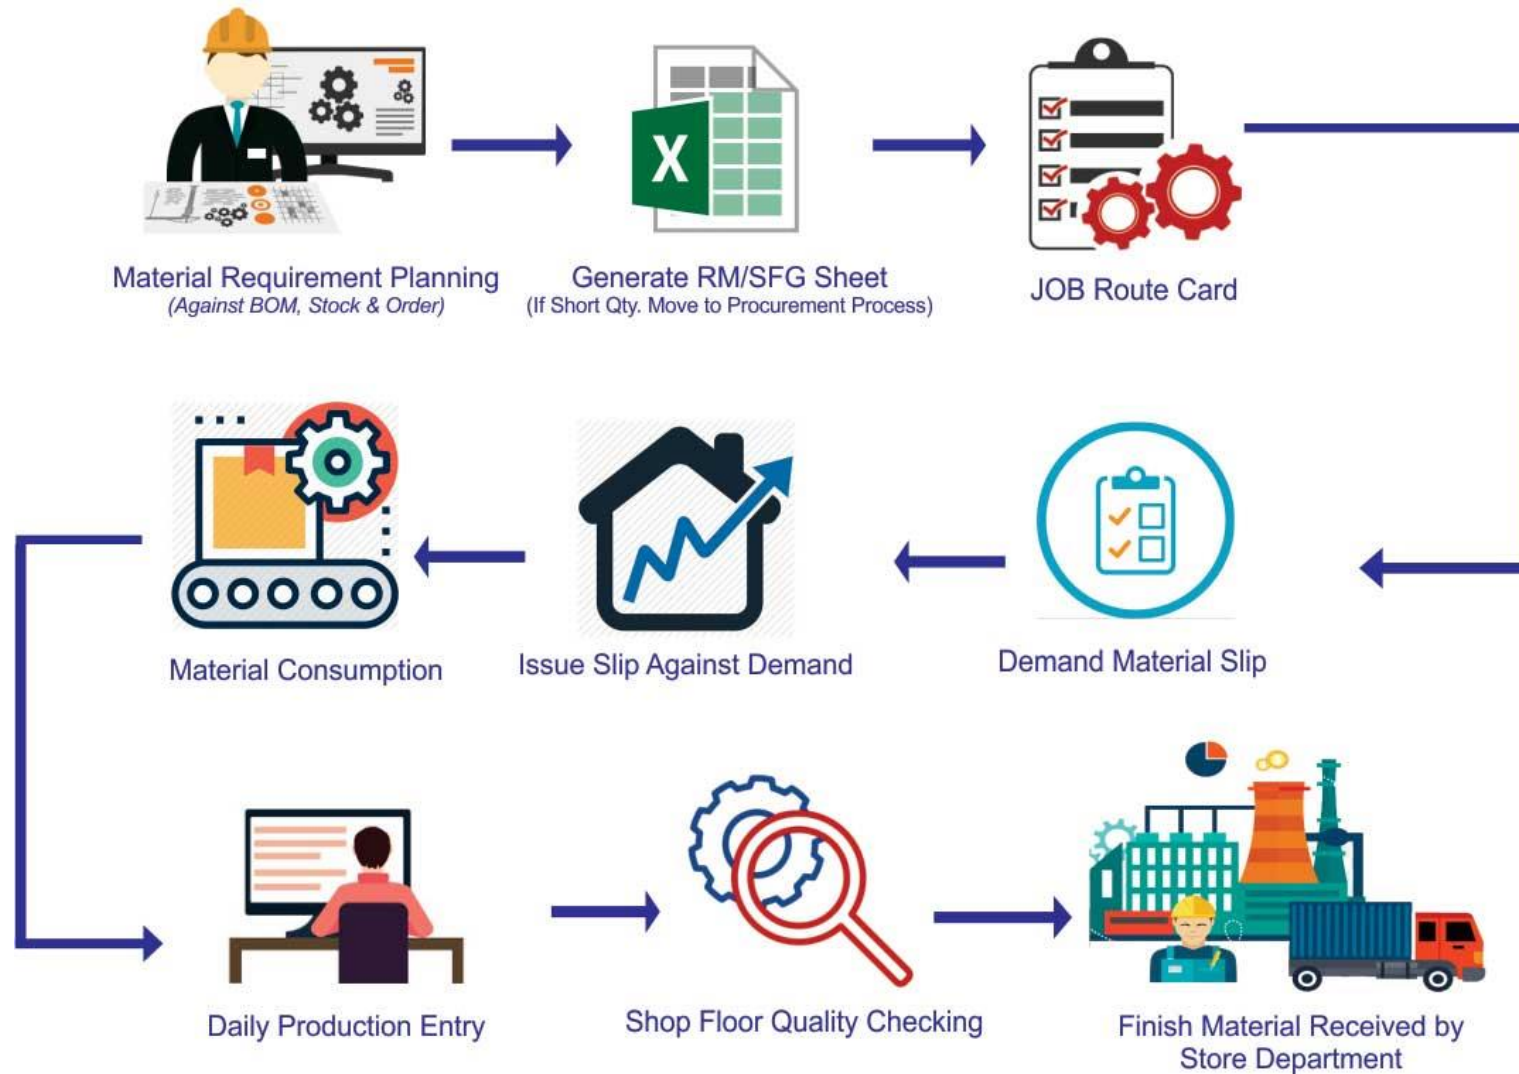 Material Requirement Planning
(Against BOM, Stock & Order)
Generate RM/SFG Sheet
(If Short Qty. Move to Procurement Process)
JOB Route Card
X
Material Consumption
Issue Slip Against Demand
Demand Material Slip
Daily Production Entry
Shop Floor Quality Checking
Finish Material Received by
Store Department